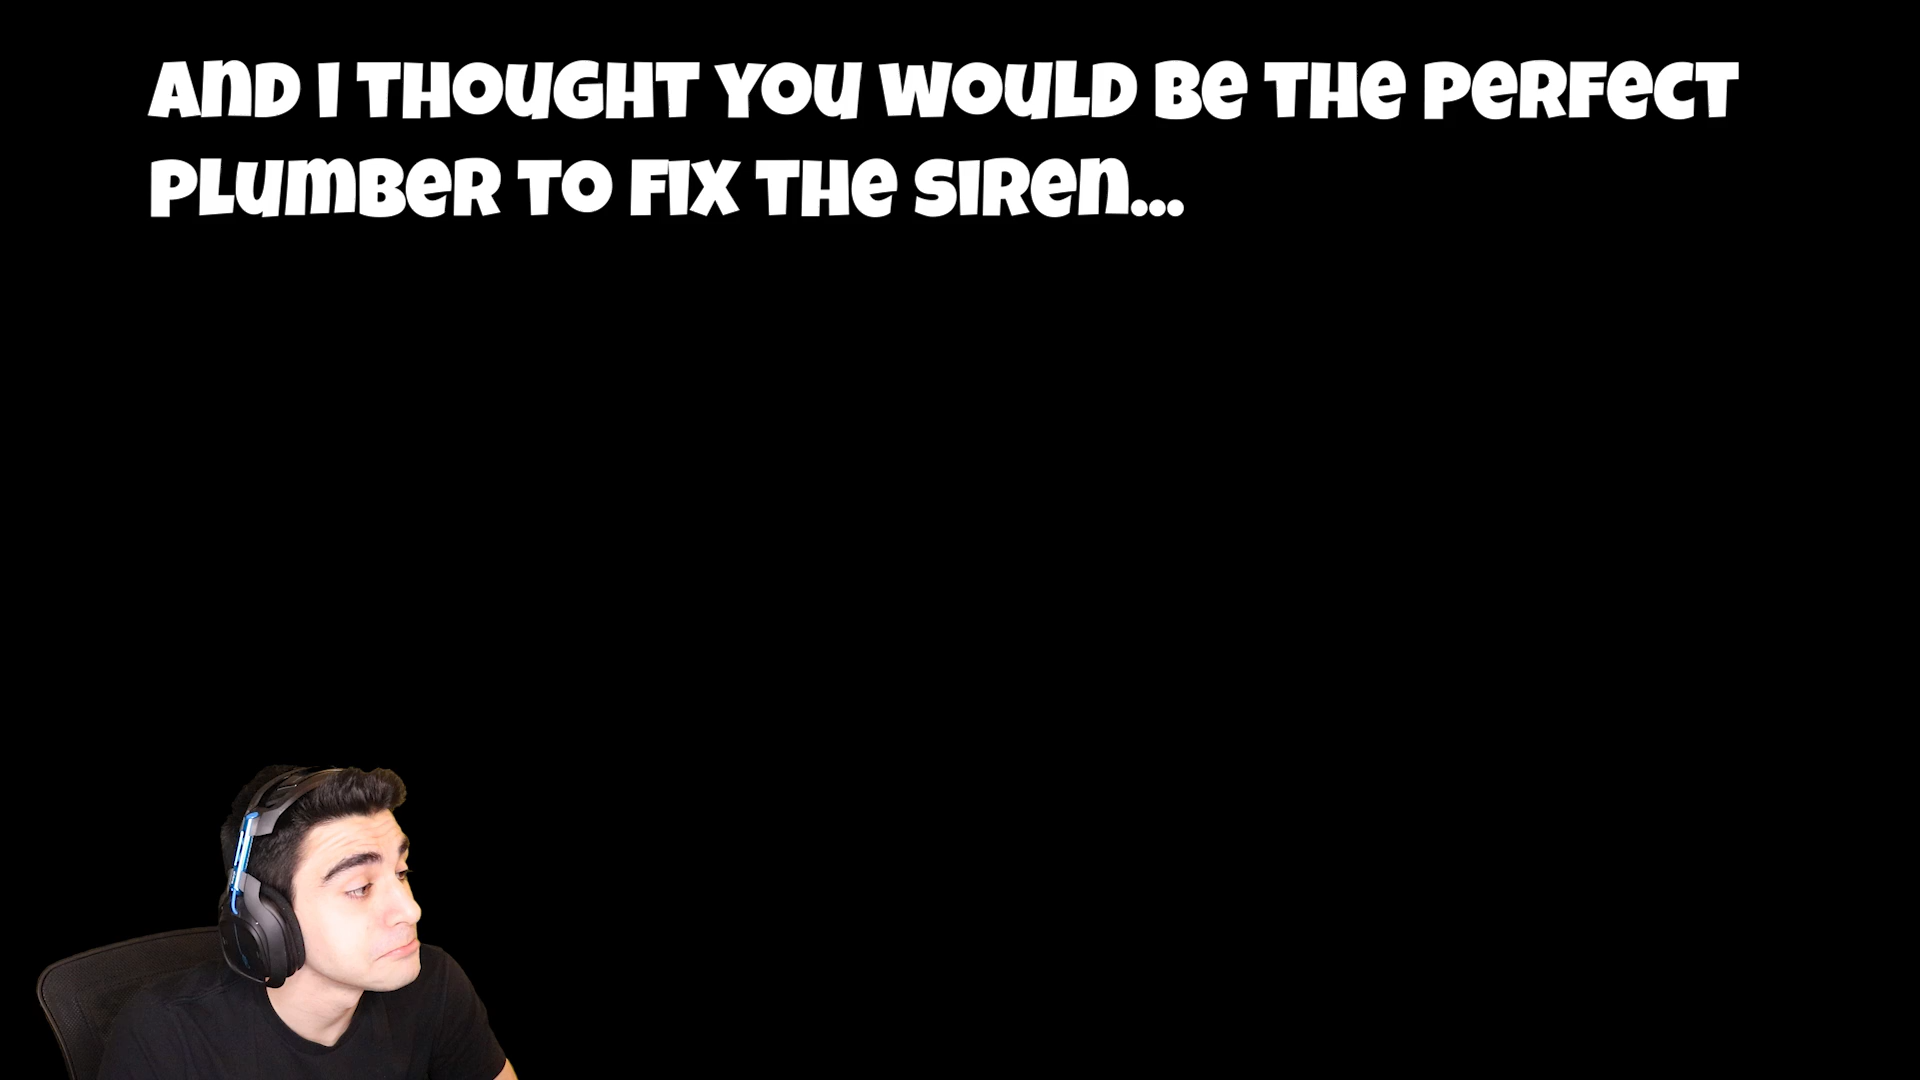 AND I THOUGHT YOU WOULD BE THE PERFECT
PLUMBER TO FIX THE SIREN...